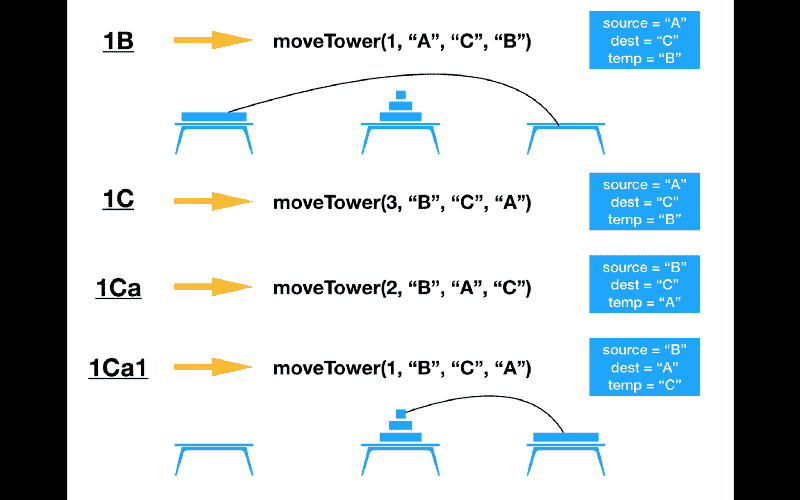 1B
moveTower(1, “A”, “C”, “B”)
source = “A”
dest = “C”
temp = “B”
1C
moveTower(3, “B”, “C”, “A”)
source = “A”
dest = “C”
temp = “B”
1Ca
moveTower(2, “B”, “A”, “C”)
source = “B”
dest = “C”
temp = “A”
1Ca1
moveTower(1, “B”, “C”, “A”)
source = “B”
dest = “A”
temp = “C”